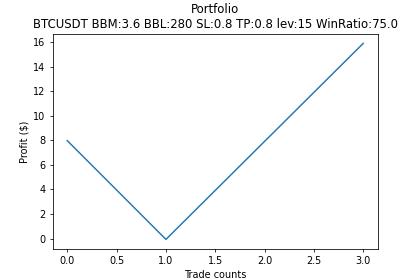 Portfolio
BTCUSDT BBM:3.6 BBL:280 SL:0.8 TP:0.8 lev:15 WinRatio:75.0
16
14
12
10
8
6
4
2
0
Profit ($)
0.0 0.5 1.0 1.5 2.0 2.5 3.0
Trade counts